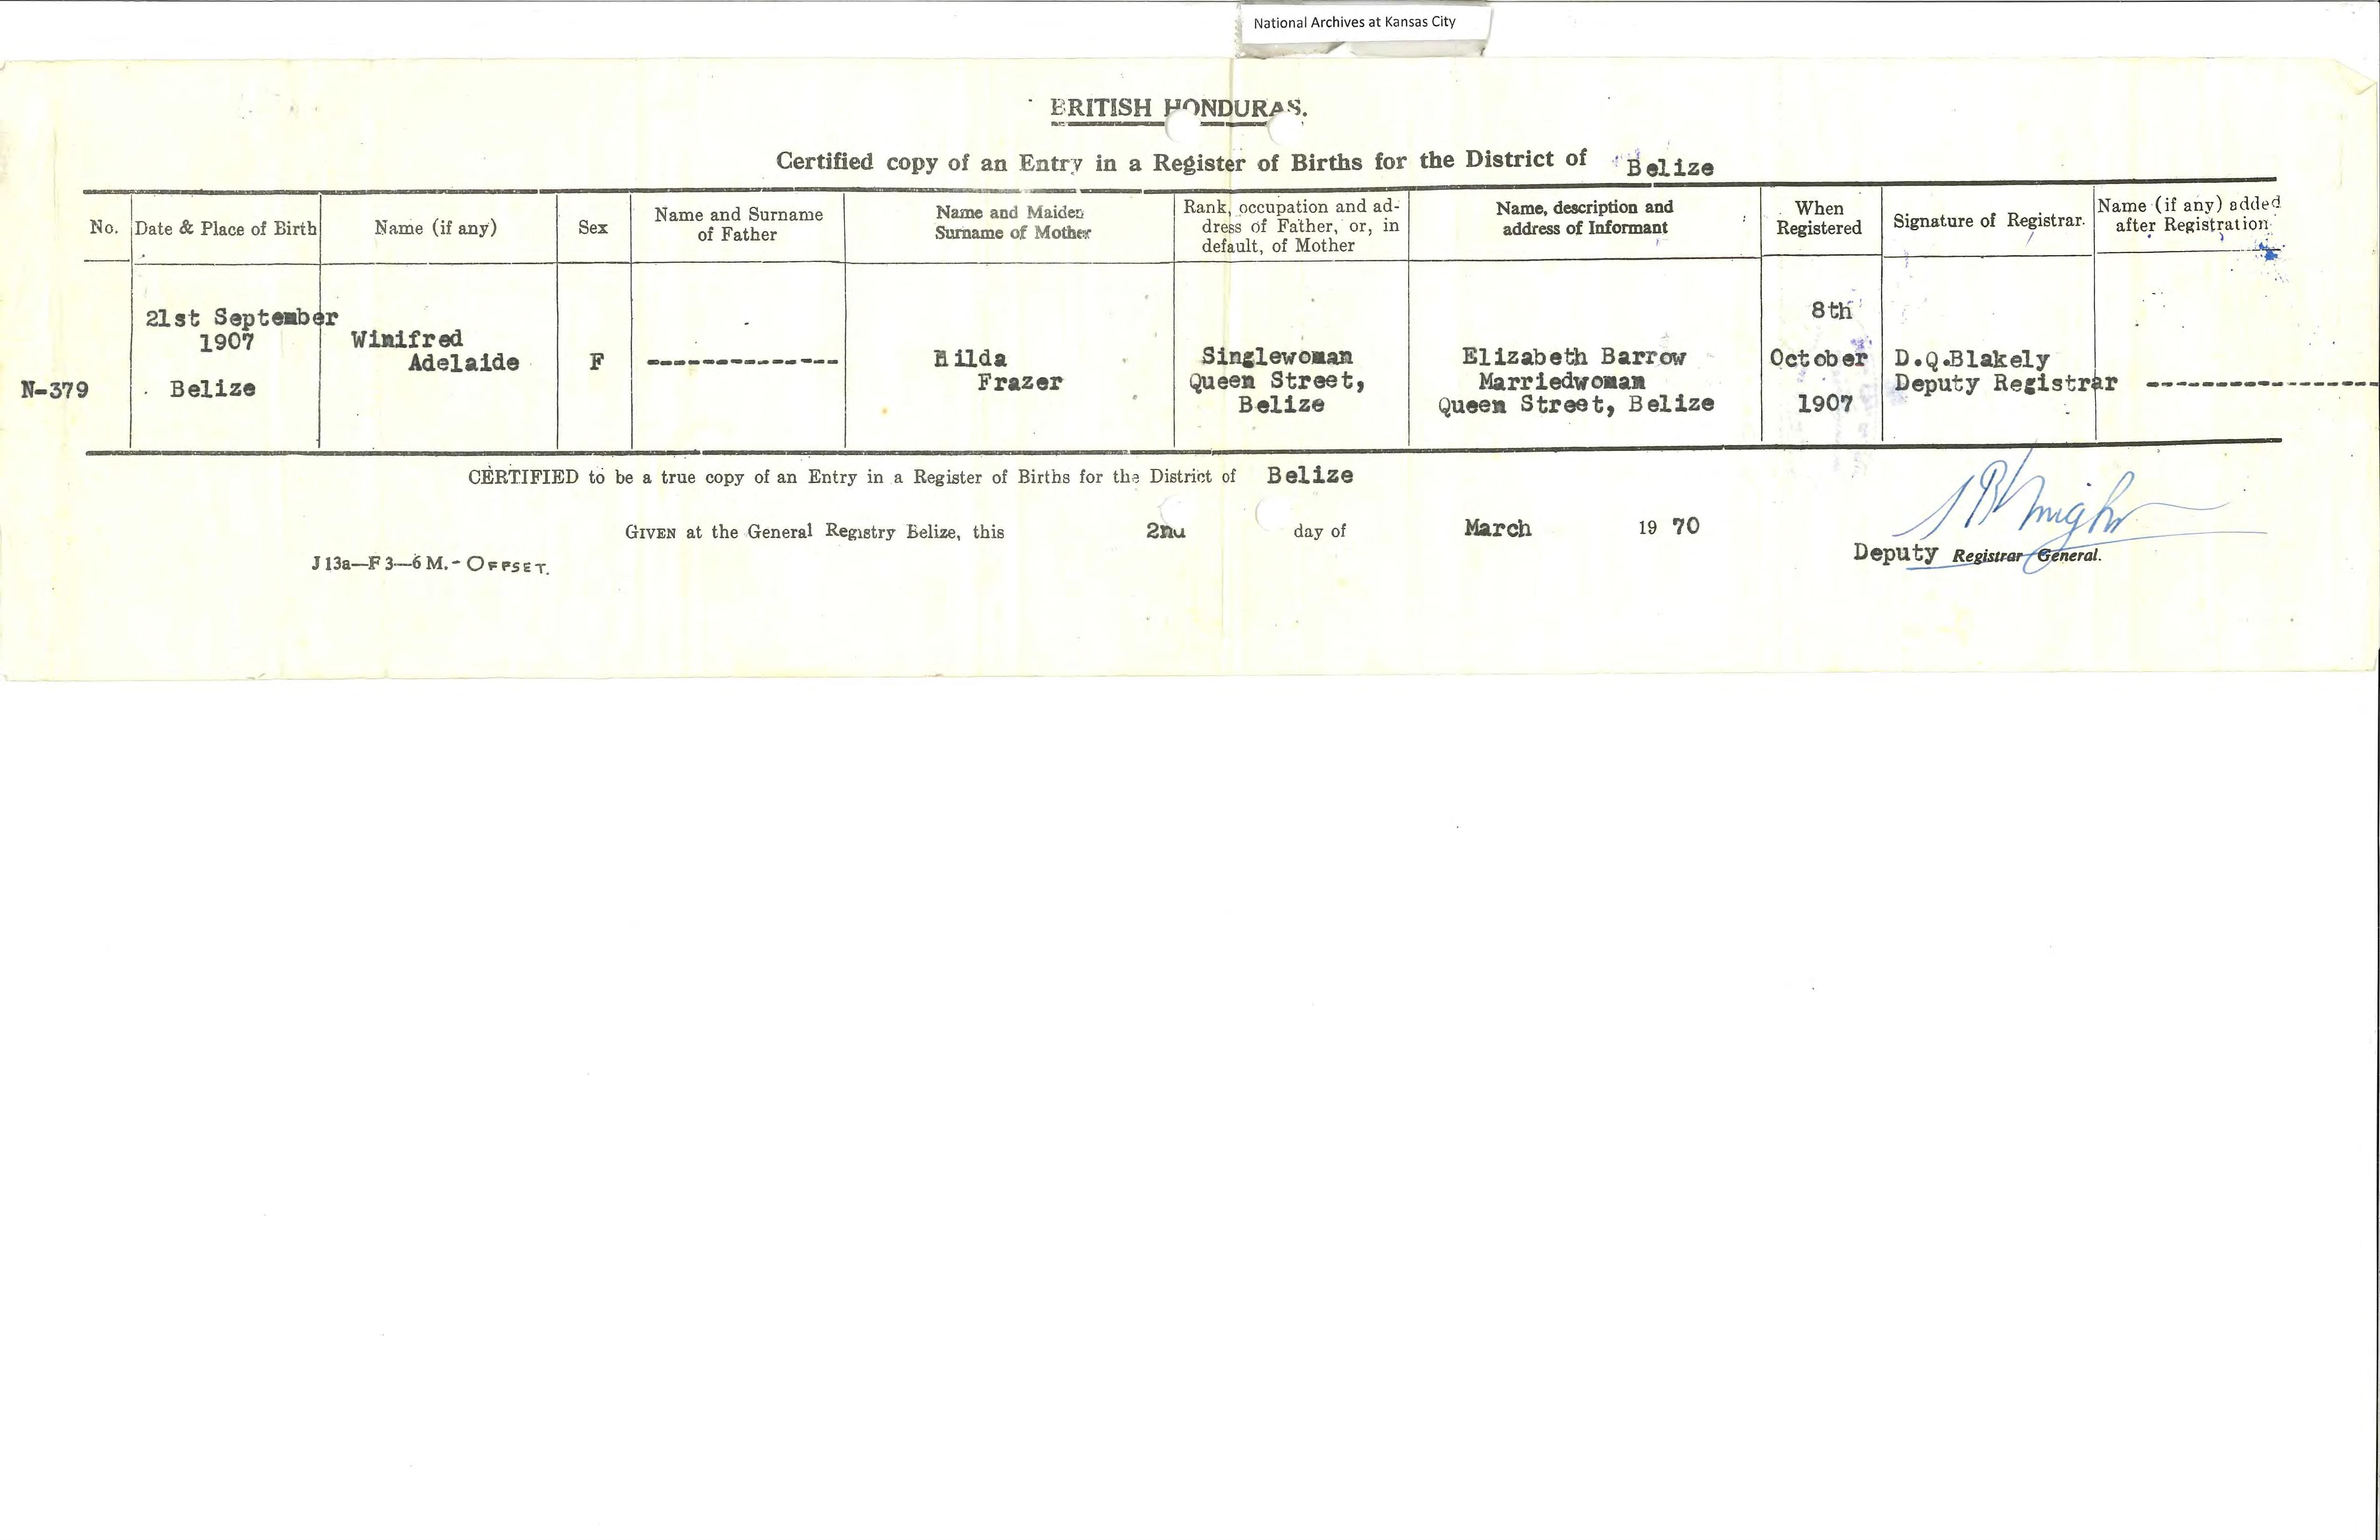 National Archives at Kansas City
BRITISH HONDURAS.
Certified copy of an Entry in a Register of Births for the District of Belize
No.
Date & Place of Birth
Name (if any)
Sex
Name and Surname
of Father
Name and Maiden
Surname of Mother
Rank, occupation and ad-
dress of Father, or, in
default, of Mother
Name, description and
address of Informant
When
Registered
Signature of Registrar.
Name (if any) added
after Registration
N-379
21st September
1907
Belize
Winifred
Adelaide
F
--------------
Hilda
Frazer
Singlewoman
Queen Street,
Belize
Elizabeth Barrow
Marriedwoman
Queen Street, Belize
8th
October
1907
D.Q.Blakely
Deputy Registrar
-----------------
CERTIFIED to be a true copy of an Entry in a Register of Births for the District of Belize
GIVEN at the General Registry Belize, this 2nd day of March 19 70
J 13a—F 3—6 M.- OFFSET.
Deputy Registrar General.